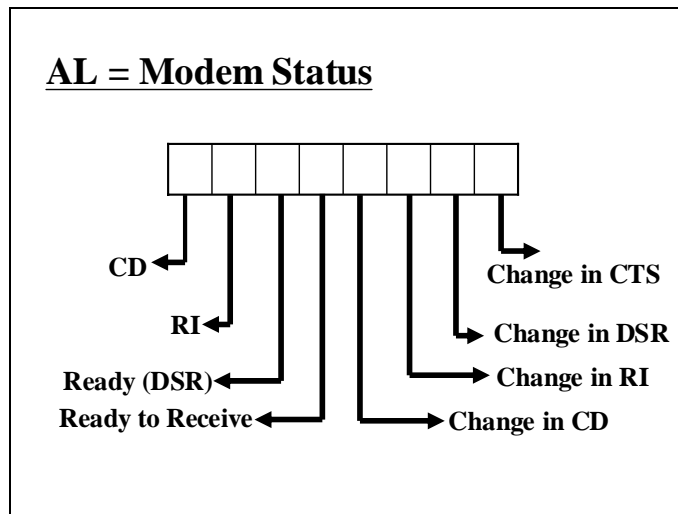 AL = Modem Status
CD
RI
Ready (DSR)
Ready to Receive
Change in CTS
Change in DSR
Change in RI
Change in CD